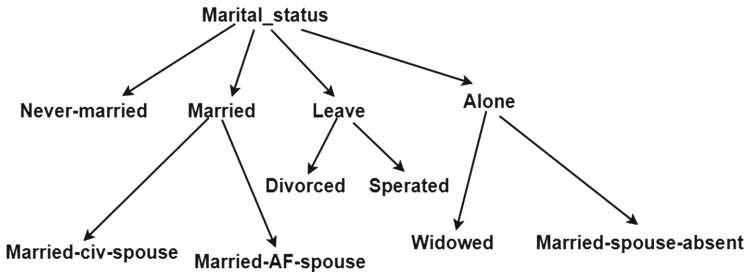 Marital_status
Never-married
Married
Leave
Alone
Divorced
Sperated
Married-civ-spouse
Married-AF-spouse
Widowed
Married-spouse-absent